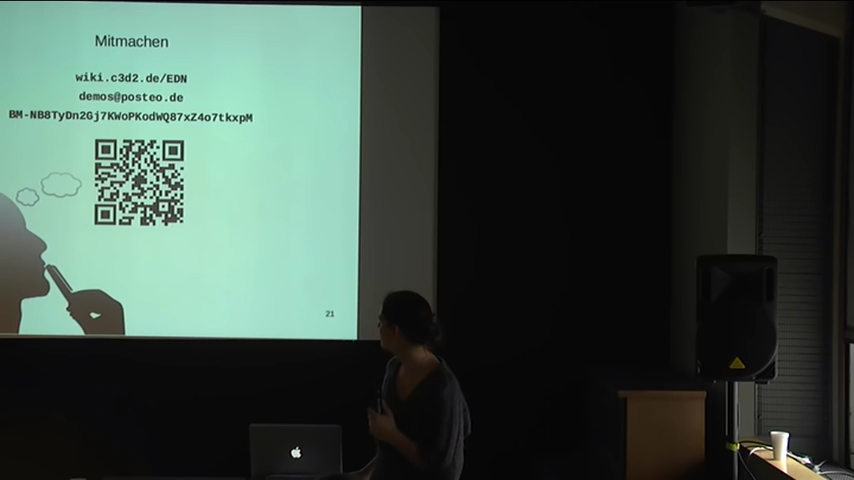 Mitmachen
wiki.c3d2.de/EDN
demos@posteo.de
BM-NB8TyDn2Gj7KWoPKodWQ87xZ4o7tkxpM
21